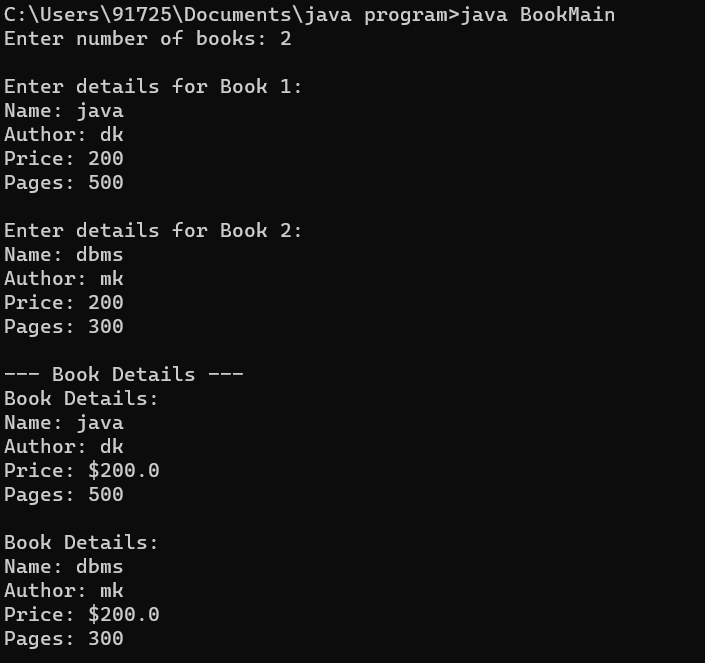 C:\Users\91725\Documents\java program>java BookMain
Enter number of books: 2

Enter details for Book 1:
Name: java
Author: dk
Price: 200
Pages: 500

Enter details for Book 2:
Name: dbms
Author: mk
Price: 200
Pages: 300

--- Book Details ---
Book Details:
Name: java
Author: dk
Price: $200.0
Pages: 500

Book Details:
Name: dbms
Author: mk
Price: $200.0
Pages: 300